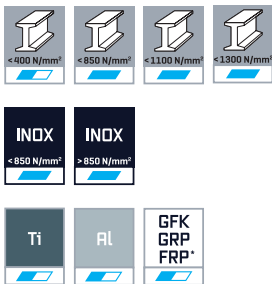 <400 N/mm² <850 N/mm² <1100 N/mm² <1300 N/mm²
INOX INOX
<850 N/mm² >850 N/mm²
Ti Al GFK
GRP
FRP*